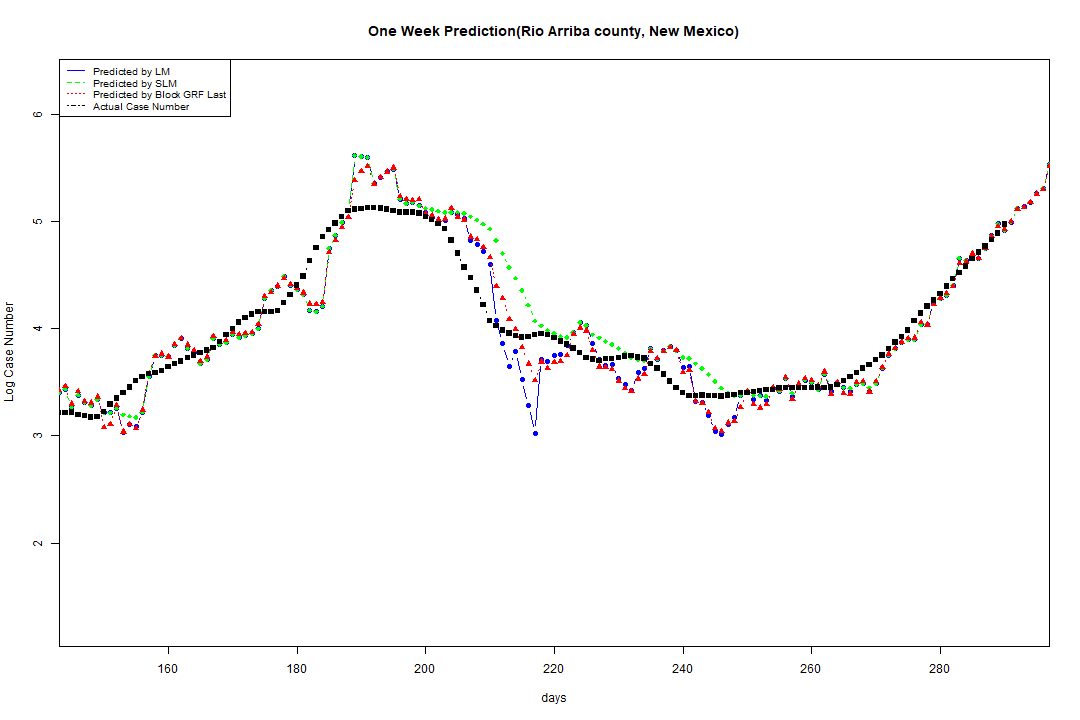 One Week Prediction(Rio Arriba county, New Mexico)
Predicted by LM
Predicted by SLM
Predicted by Block GRF Last
Actual Case Number
6
5
4
3
2
Log Case Number
160 180 200 220 240 260 280
days